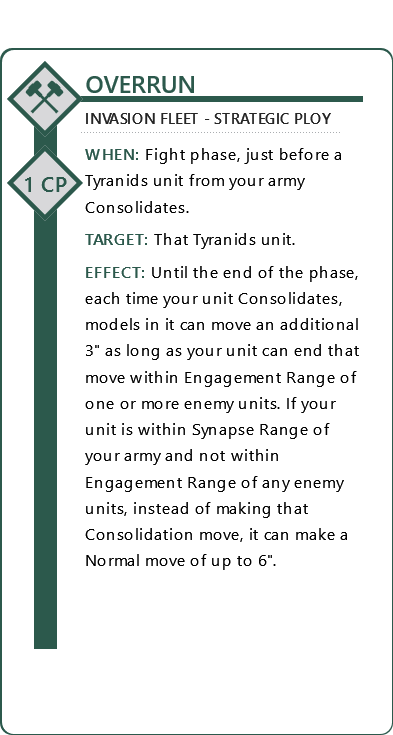 OVERRUN
INVASION FLEET - STRATEGIC PLOY
1 CP
WHEN: Fight phase, just before a
Tyranids unit from your army
Consolidates.
TARGET: That Tyranids unit.
EFFECT: Until the end of the phase,
each time your unit Consolidates,
models in it can move an additional
3" as long as your unit can end that
move within Engagement Range of
one or more enemy units. If your
unit is within Synapse Range of
your army and not within
Engagement Range of any enemy
units, instead of making that
Consolidation move, it can make a
Normal move of up to 6".